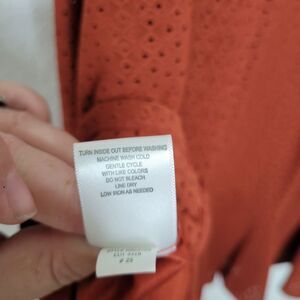 TURN INSIDE OUT BEFORE WASHING
MACHINE WASH COLD
GENTLE CYCLE
WITH LIKE COLORS
DO NOT BLEACH
LINE DRY
LOW IRON AS NEEDED